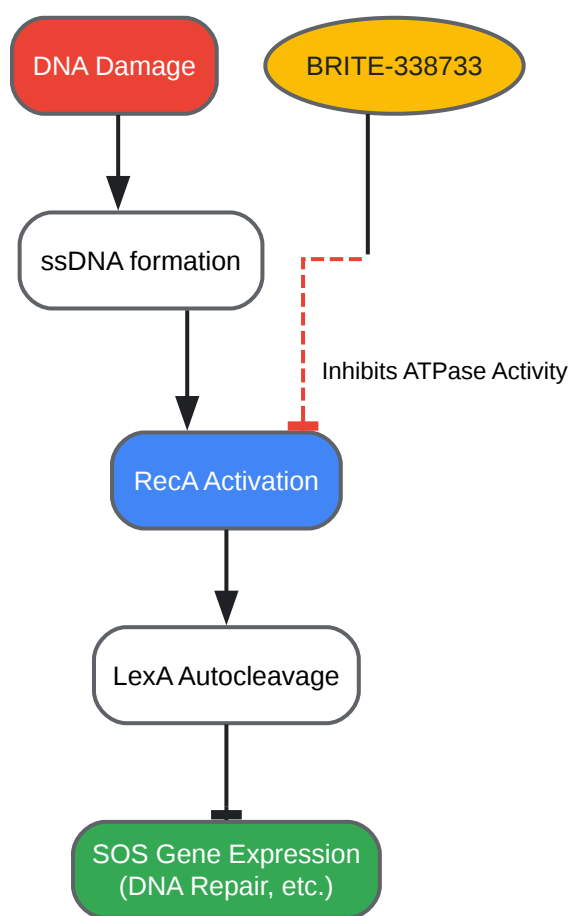 DNA Damage
BRITE-338733
ssDNA formation
Inhibits ATPase Activity
RecA Activation
LexA Autocleavage
SOS Gene Expression
(DNA Repair, etc.)